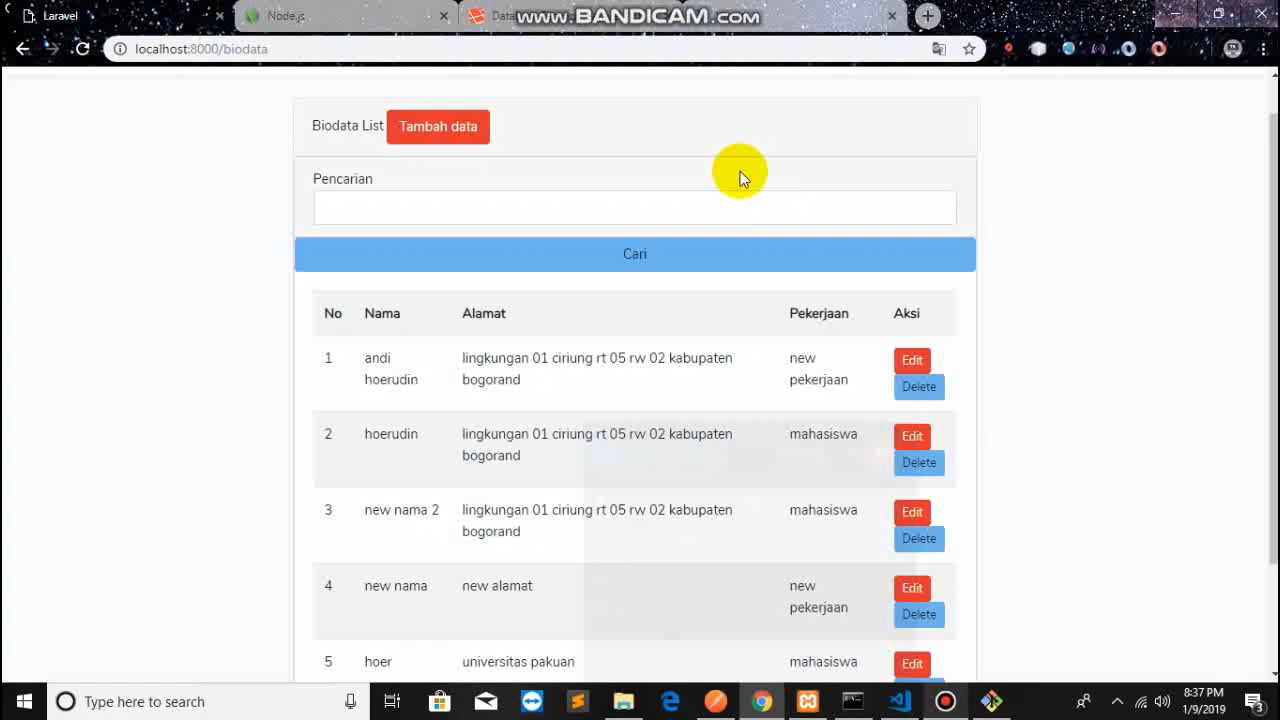 Laravel
Node.js
Data
www.BANDICAM.com
localhost:8000/biodata
Biodata List
Tambah data
Pencarian
Cari
No Nama Alamat Pekerjaan Aksi
1 andi hoerudin lingkungan 01 ciriung rt 05 rw 02 kabupaten bogorand new pekerjaan Edit Delete
2 hoerudin lingkungan 01 ciriung rt 05 rw 02 kabupaten bogorand mahasiswa Edit Delete
3 new nama 2 lingkungan 01 ciriung rt 05 rw 02 kabupaten bogorand mahasiswa Edit Delete
4 new nama new alamat new pekerjaan Edit Delete
5 hoer universitas pakuan mahasiswa Edit
Type here to search
8:37 PM
1/9/2019